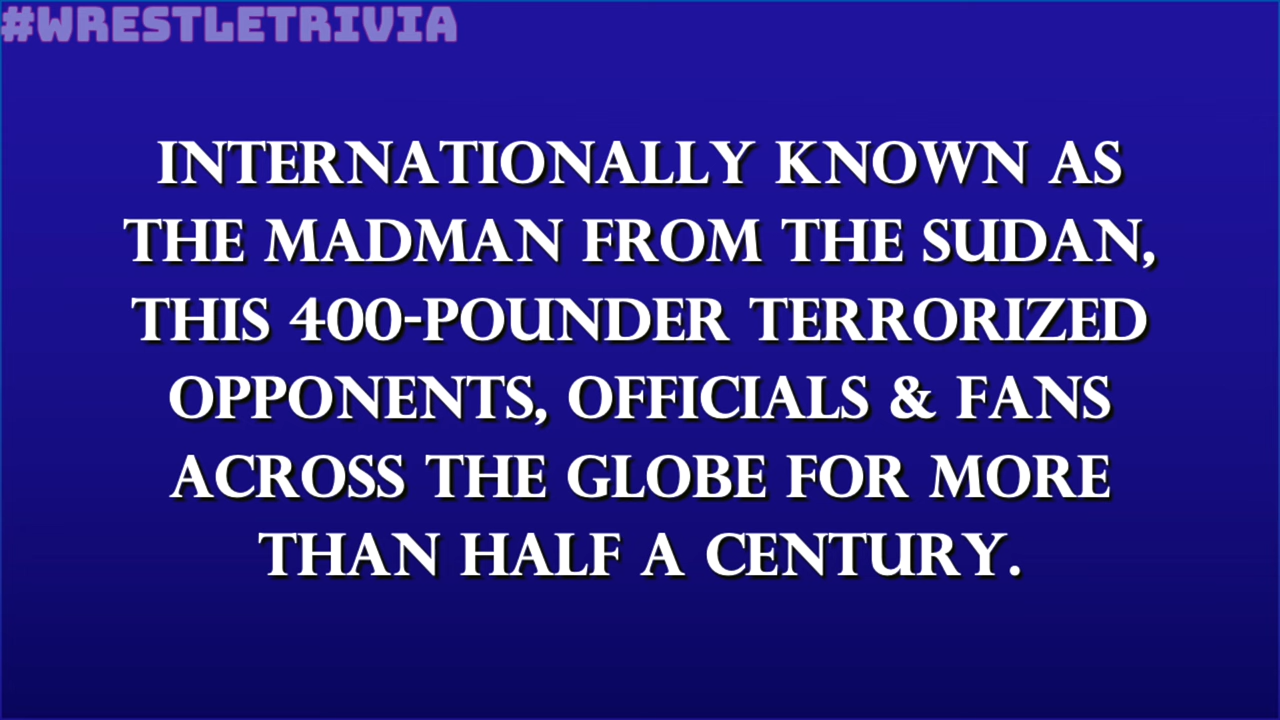 #WRESTLETRIVIA
INTERNATIONALLY KNOWN AS
THE MADMAN FROM THE SUDAN,
THIS 400-POUNDER TERRORIZED
OPPONENTS, OFFICIALS & FANS
ACROSS THE GLOBE FOR MORE
THAN HALF A CENTURY.